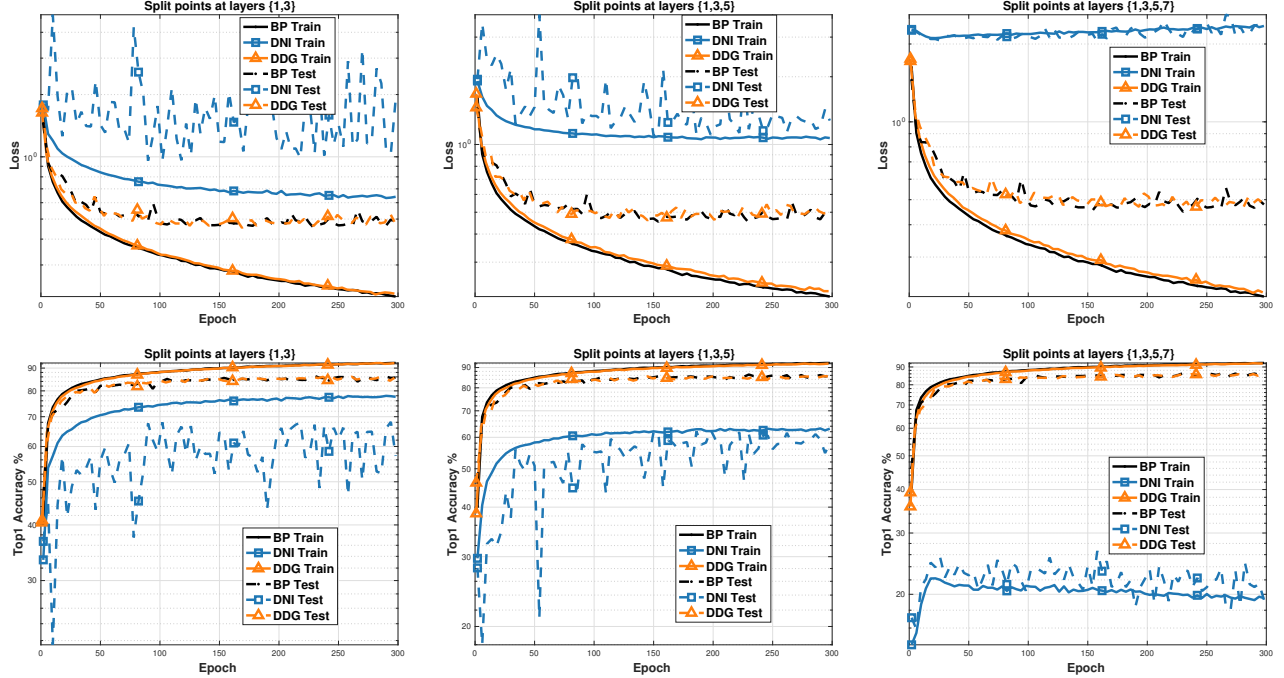 Split points at layers {1,3}
BP Train
DNI Train
DDG Train
BP Test
DNI Test
DDG Test
Loss
10⁰
0 50 100 150 200 250 300
Epoch
Split points at layers {1,3,5}
BP Train
DNI Train
DDG Train
BP Test
DNI Test
DDG Test
Loss
10⁰
0 50 100 150 200 250 300
Epoch
Split points at layers {1,3,5,7}
BP Train
DNI Train
DDG Train
BP Test
DNI Test
DDG Test
Loss
10⁰
0 50 100 150 200 250 300
Epoch
Split points at layers {1,3}
90
80
70
60
50
40
30
Top1 Accuracy %
BP Train
DNI Train
DDG Train
BP Test
DNI Test
DDG Test
0 50 100 150 200 250 300
Epoch
Split points at layers {1,3,5}
90
80
70
60
50
40
30
20
Top1 Accuracy %
BP Train
DNI Train
DDG Train
BP Test
DNI Test
DDG Test
0 50 100 150 200 250 300
Epoch
Split points at layers {1,3,5,7}
90
80
70
60
50
40
30
20
Top1 Accuracy %
BP Train
DNI Train
DDG Train
BP Test
DNI Test
DDG Test
0 50 100 150 200 250 300
Epoch